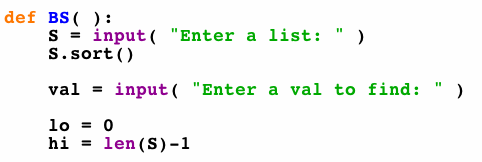 def BS( ):
    S = input( "Enter a list: " )
    S.sort()
    val = input( "Enter a val to find: " )
    lo = 0
    hi = len(S)-1